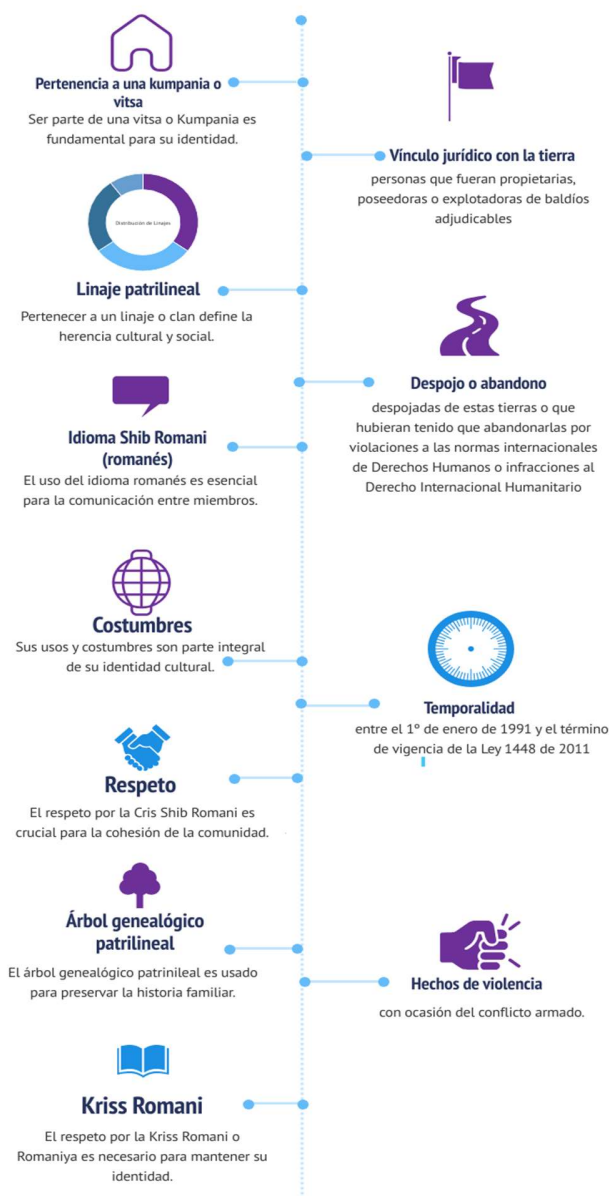 Pertenencia a una kumpania o
vitsa
Ser parte de una vitsa o Kumpania es
fundamental para su identidad.
Vínculo jurídico con la tierra
personas que fueran propietarias,
poseedoras o explotadoras de baldíos
adjudicables
Distribución de Linajes
Linaje patrilineal
Pertenecer a un linaje o clan define la
herencia cultural y social.
Despojo o abandono
despojadas de estas tierras o que
hubieran tenido que abandonarlas por
violaciones a las normas internacionales
de Derechos Humanos o infracciones al
Derecho Internacional Humanitario
Idioma Shib Romani
(romanés)
El uso del idioma romanés es esencial
para la comunicación entre miembros.
Costumbres
Sus usos y costumbres son parte integral
de su identidad cultural.
Temporalidad
entre el 1º de enero de 1991 y el término
de vigencia de la Ley 1448 de 2011
Respeto
El respeto por la Cris Shib Romani es
crucial para la cohesión de la comunidad.
Árbol genealógico
patrilineal
El árbol genealógico patrinileal es usado
para preservar la historia familiar.
Hechos de violencia
con ocasión del conflicto armado.
Kriss Romani
El respeto por la Kriss Romani o
Romaniya es necesario para mantener su
identidad.